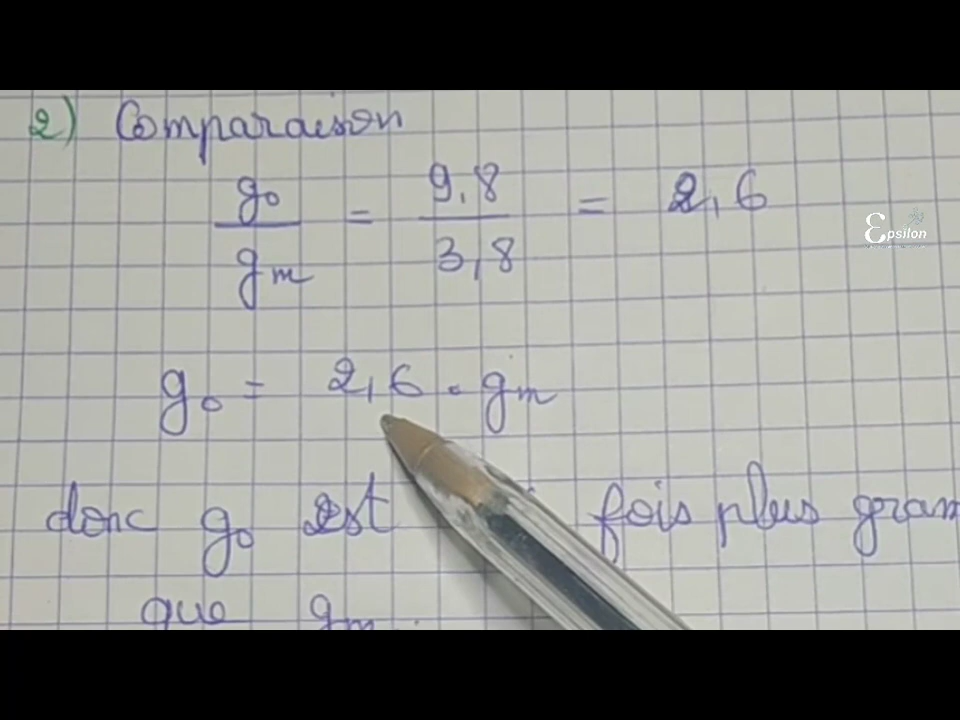 2) Comparaison
g₀/gₘ = 9,8/3,8 = 2,6
Epsilon
g₀ = 2,6 . gₘ
donc g₀ est fois plus gran
que gₘ.